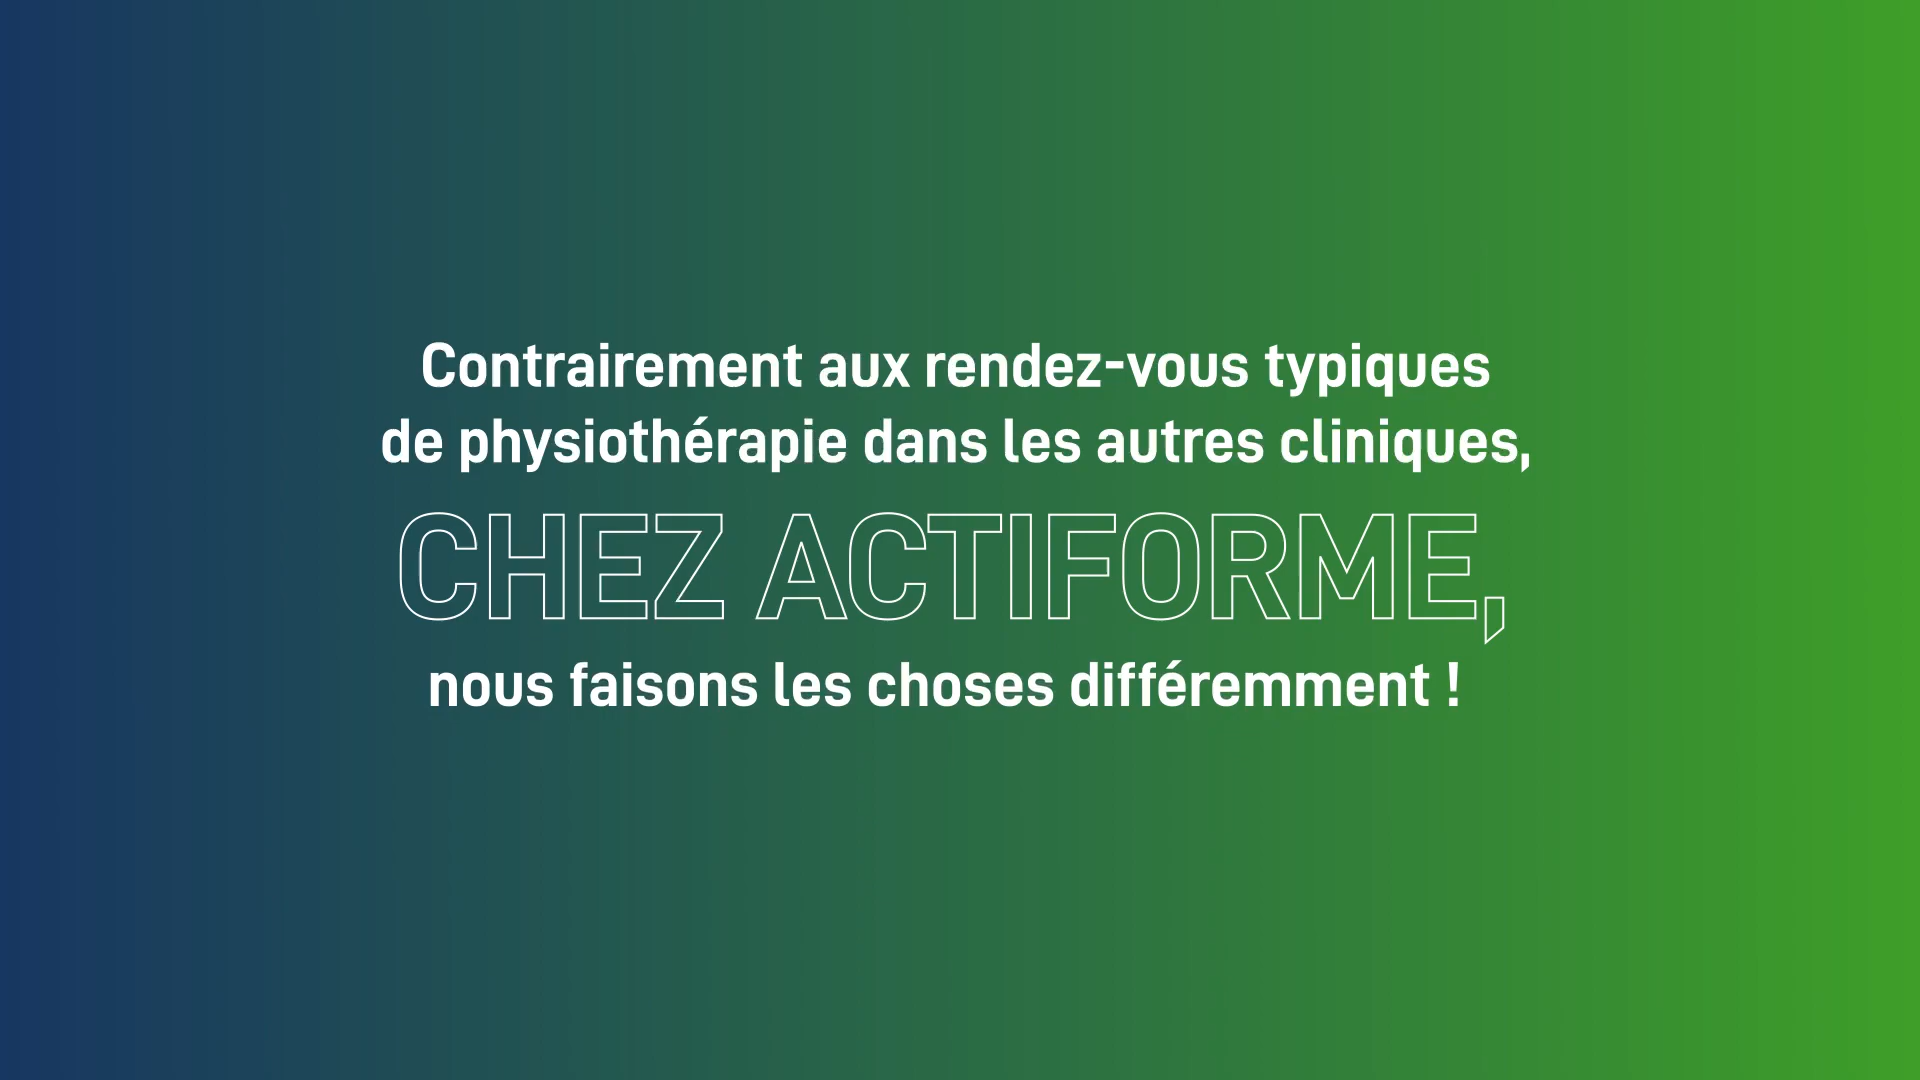 Contrairement aux rendez-vous typiques
de physiothérapie dans les autres cliniques,
CHEZ ACTIFORME,
nous faisons les choses différemment !